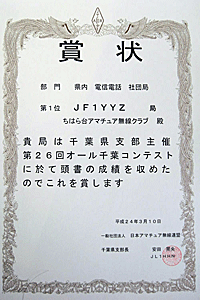 賞状
部門 県内 電信電話 社団局
第1位 JF1YYZ 局
ちはら台アマチュア無線クラブ 殿
貴局は千葉県支部主催
第26回オール千葉コンテスト
に於て頭書の成績を収めた
のでこれを賞します
平成24年3月10日
一般社団法人 日本アマチュア無線連盟
千葉県支部長
JL1HHN